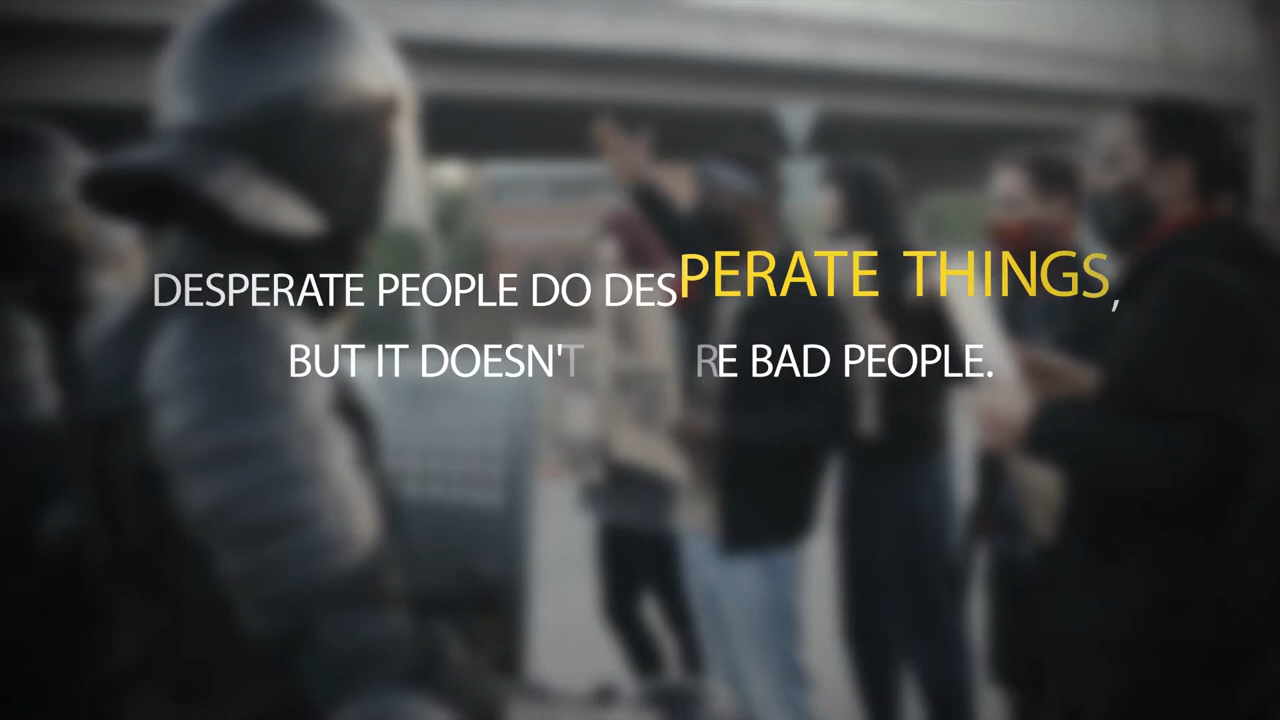 DESPERATE PEOPLE DO DESPERATE THINGS,
BUT IT DOESN'T RE BAD PEOPLE.